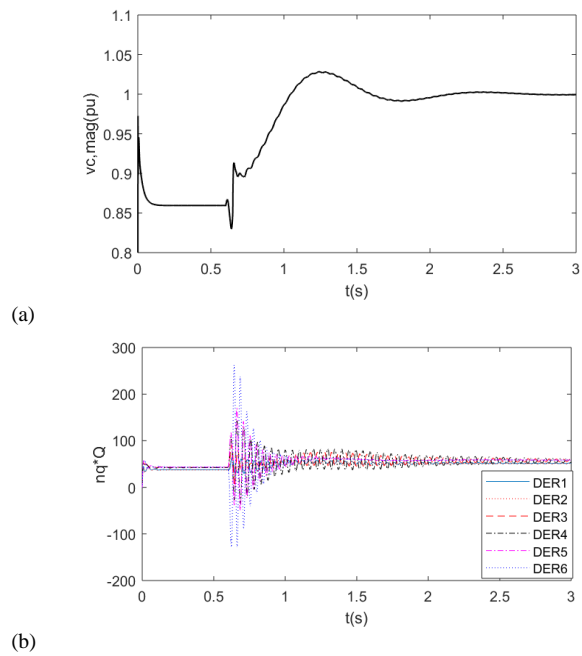 1.1
1.05
1
0.95
0.9
0.85
0.8
vc,mag(pu)
0 0.5 1 1.5 2 2.5 3
t(s)
(a)
300
200
100
0
-100
-200
nq*Q
DER1
DER2
DER3
DER4
DER5
DER6
0 0.5 1 1.5 2 2.5 3
t(s)
(b)